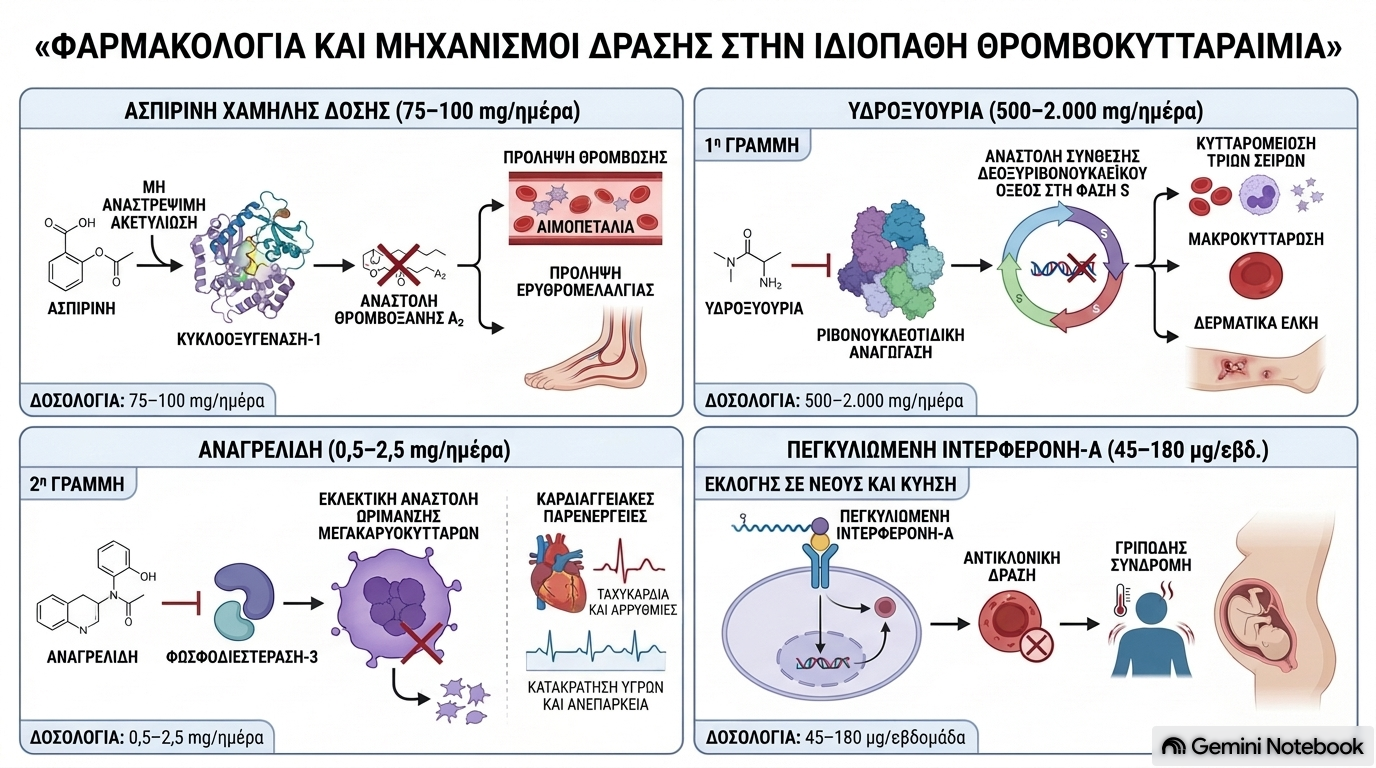 «ΦΑΡΜΑΚΟΛΟΓΙΑ ΚΑΙ ΜΗΧΑΝΙΣΜΟΙ ΔΡΑΣΗΣ ΣΤΗΝ ΙΔΙΟΠΑΘΗ ΘΡΟΜΒΟΚΥΤΤΑΡΑΙΜΙΑ»
ΑΣΠΙΡΙΝΗ ΧΑΜΗΛΗΣ ΔΟΣΗΣ (75–100 mg/ημέρα)
ΜΗ
ΑΝΑΣΤΡΕΨΙΜΗ
ΑΚΕΤΥΛΙΩΣΗ
O
OH
O
O
ΑΣΠΙΡΙΝΗ
ΚΥΚΛΟΟΞΥΓΕΝΑΣΗ-1
A2
ΑΝΑΣΤΟΛΗ
ΘΡΟΜΒΟΞΑΝΗΣ A₂
ΠΡΟΛΗΨΗ ΘΡΟΜΒΩΣΗΣ
ΑΙΜΟΠΕΤΑΛΙΑ
ΠΡΟΛΗΨΗ
ΕΡΥΘΡΟΜΕΛΑΛΓΙΑΣ
ΔΟΣΟΛΟΓΙΑ: 75–100 mg/ημέρα
ΥΔΡΟΞΥΟΥΡΙΑ (500–2.000 mg/ημέρα)
1η ΓΡΑΜΜΗ
O
N
NH₂
ΥΔΡΟΞΥΟΥΡΙΑ
ΡΙΒΟΝΟΥΚΛΕΟΤΙΔΙΚΗ
ΑΝΑΓΩΓΑΣΗ
ΑΝΑΣΤΟΛΗ ΣΥΝΘΕΣΗΣ
ΔΕΟΞΥΡΙΒΟΝΟΥΚΛΕΪΚΟΥ
ΟΞΕΟΣ ΣΤΗ ΦΑΣΗ S
S
S
S
ΚΥΤΤΑΡΟΜΕΙΩΣΗ
ΤΡΙΩΝ ΣΕΙΡΩΝ
ΜΑΚΡΟΚΥΤΤΑΡΩΣΗ
ΔΕΡΜΑΤΙΚΑ ΕΛΚΗ
ΔΟΣΟΛΟΓΙΑ: 500–2.000 mg/ημέρα
ΑΝΑΓΡΕΛΙΔΗ (0,5–2,5 mg/ημέρα)
2η ΓΡΑΜΜΗ
OH
N
O
N
ΑΝΑΓΡΕΛΙΔΗ
ΦΩΣΦΟΔΙΕΣΤΕΡΑΣΗ-3
ΕΚΛΕΚΤΙΚΗ ΑΝΑΣΤΟΛΗ
ΩΡΙΜΑΝΣΗΣ
ΜΕΓΑΚΑΡΥΟΚΥΤΤΑΡΩΝ
ΚΑΡΔΙΑΓΓΕΙΑΚΕΣ
ΠΑΡΕΝΕΡΓΕΙΕΣ
ΤΑΧΥΚΑΡΔΙΑ
ΚΑΙ ΑΡΡΥΘΜΙΕΣ
ΚΑΤΑΚΡΑΤΗΣΗ ΥΓΡΩΝ
ΚΑΙ ΑΝΕΠΑΡΚΕΙΑ
ΔΟΣΟΛΟΓΙΑ: 0,5–2,5 mg/ημέρα
ΠΕΓΚΥΛΙΩΜΕΝΗ ΙΝΤΕΡΦΕΡΟΝΗ-Α (45–180 μg/εβδ.)
ΕΚΛΟΓΗΣ ΣΕ ΝΕΟΥΣ ΚΑΙ ΚΥΗΣΗ
ΠΕΓΚΥΛΙΩΜΕΝΗ
ΙΝΤΕΡΦΕΡΟΝΗ-Α
ΑΝΤΙΚΛΟΝΙΚΗ
ΔΡΑΣΗ
ΓΡΙΠΩΔΗΣ
ΣΥΝΔΡΟΜΗ
ΔΟΣΟΛΟΓΙΑ: 45–180 μg/εβδομάδα
Gemini Notebook